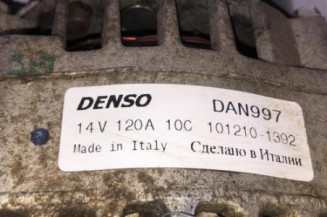 DENSO DAN997
14V 120A 10C 101210-1392
Made in Italy Сделано в Италии